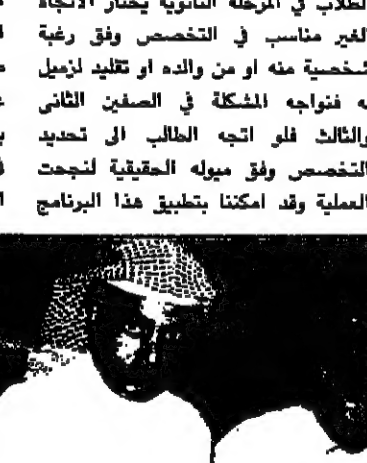 الطلاب في المرحلة الثانوية يختار الاتجاه
الغير مناسب في التخصص وفق رغبة
شخصية منه او من والده او تقليد لزميل
له فنواجه المشكلة في الصفين الثانى
والثالث فلو اتجه الطالب الى تحديد
التخصص وفق ميوله الحقيقية لنجحت
العملية وقد امكننا بتطبيق هذا البرنامج